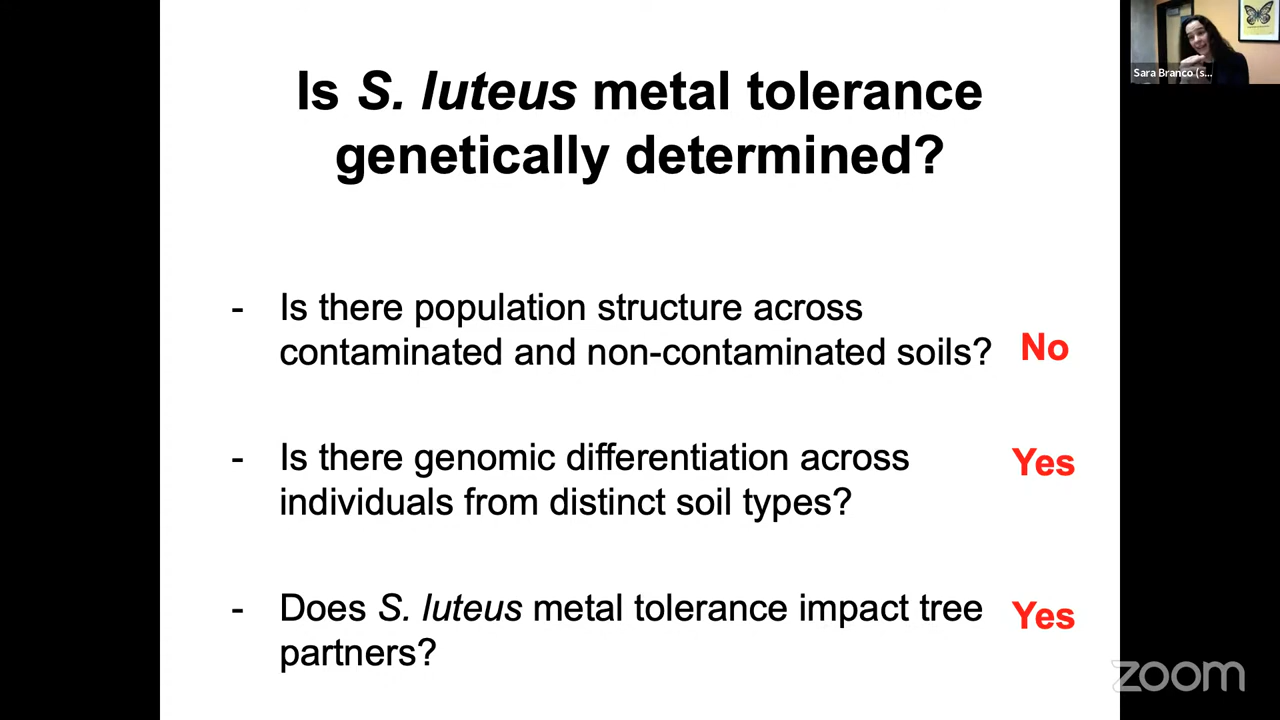 Is S. luteus metal tolerance
genetically determined?
- Is there population structure across
contaminated and non-contaminated soils?
No
- Is there genomic differentiation across
individuals from distinct soil types?
Yes
- Does S. luteus metal tolerance impact tree
partners?
Yes
Sara Branco (s...
zoom